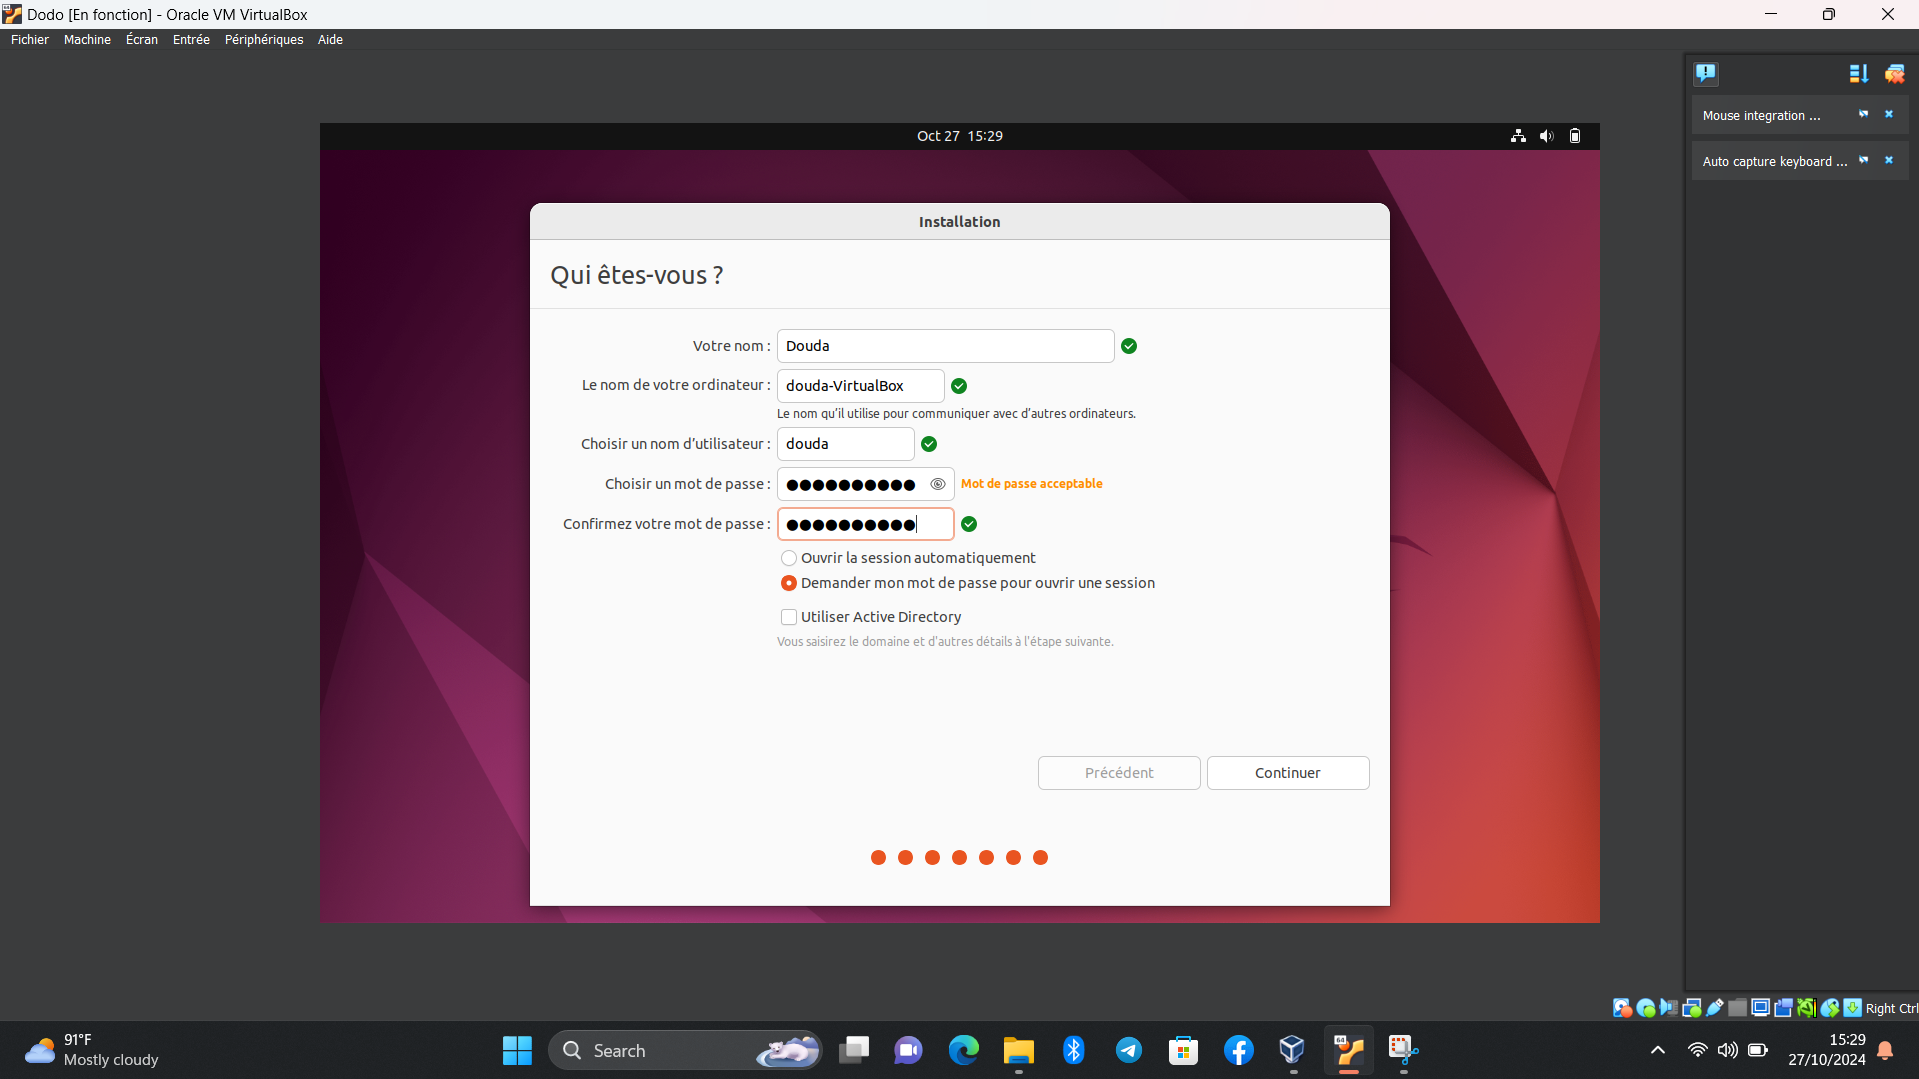 Dodo [En fonction] - Oracle VM VirtualBox
Fichier Machine Écran Entrée Périphériques Aide
Mouse integration ...
Auto capture keyboard ...
Oct 27 15:29
Installation
Qui êtes-vous ?
Votre nom : Douda
Le nom de votre ordinateur : douda-VirtualBox
Le nom qu’il utilise pour communiquer avec d’autres ordinateurs.
Choisir un nom d’utilisateur : douda
Choisir un mot de passe : ●●●●●●●●●● Mot de passe acceptable
Confirmez votre mot de passe : ●●●●●●●●●●
Ouvrir la session automatiquement
Demander mon mot de passe pour ouvrir une session
Utiliser Active Directory
Vous saisirez le domaine et d’autres détails à l’étape suivante.
Précédent Continuer
Right Ctrl
91°F
Mostly cloudy
Search
64
15:29
27/10/2024